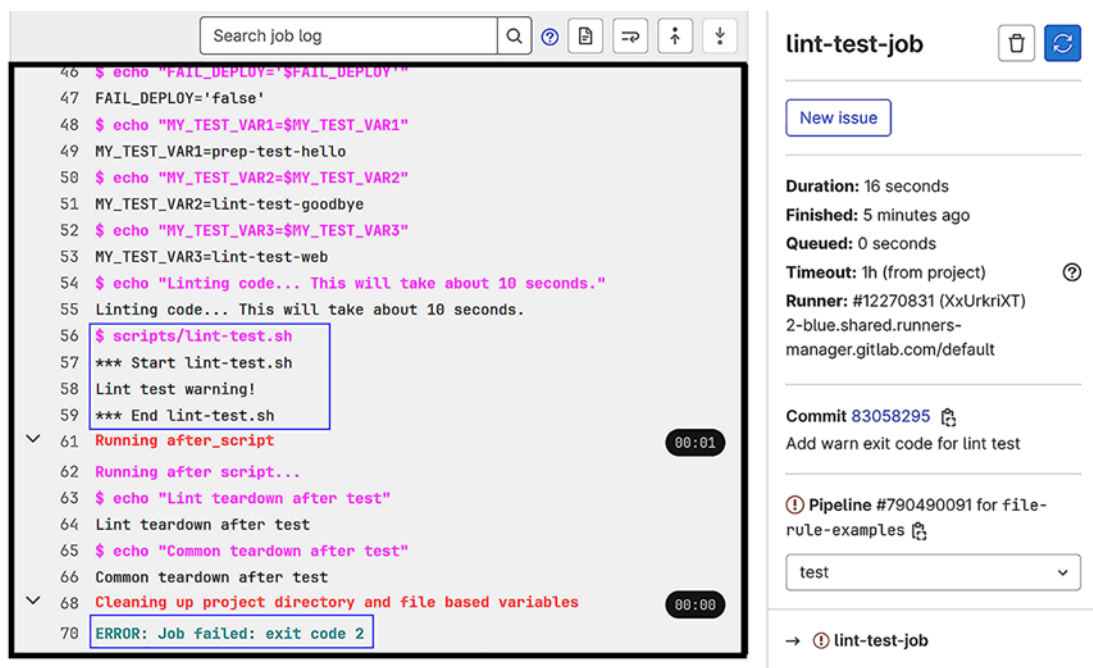 Search job log
46 $ echo "FAIL_DEPLOY='$FAIL_DEPLOY'"
47 FAIL_DEPLOY='false'
48 $ echo "MY_TEST_VAR1=$MY_TEST_VAR1"
49 MY_TEST_VAR1=prep-test-hello
50 $ echo "MY_TEST_VAR2=$MY_TEST_VAR2"
51 MY_TEST_VAR2=lint-test-goodbye
52 $ echo "MY_TEST_VAR3=$MY_TEST_VAR3"
53 MY_TEST_VAR3=lint-test-web
54 $ echo "Linting code... This will take about 10 seconds."
55 Linting code... This will take about 10 seconds.
56 $ scripts/lint-test.sh
57 *** Start lint-test.sh
58 Lint test warning!
59 *** End lint-test.sh
61 Running after_script 00:01
62 Running after script...
63 $ echo "Lint teardown after test"
64 Lint teardown after test
65 $ echo "Common teardown after test"
66 Common teardown after test
68 Cleaning up project directory and file based variables 00:00
70 ERROR: Job failed: exit code 2
lint-test-job
New issue
Duration: 16 seconds
Finished: 5 minutes ago
Queued: 0 seconds
Timeout: 1h (from project)
Runner: #12270831 (XxUrkriXT)
2-blue.shared.runners-
manager.gitlab.com/default
Commit 83058295
Add warn exit code for lint test
Pipeline #790490091 for file-
rule-examples
test
→ lint-test-job